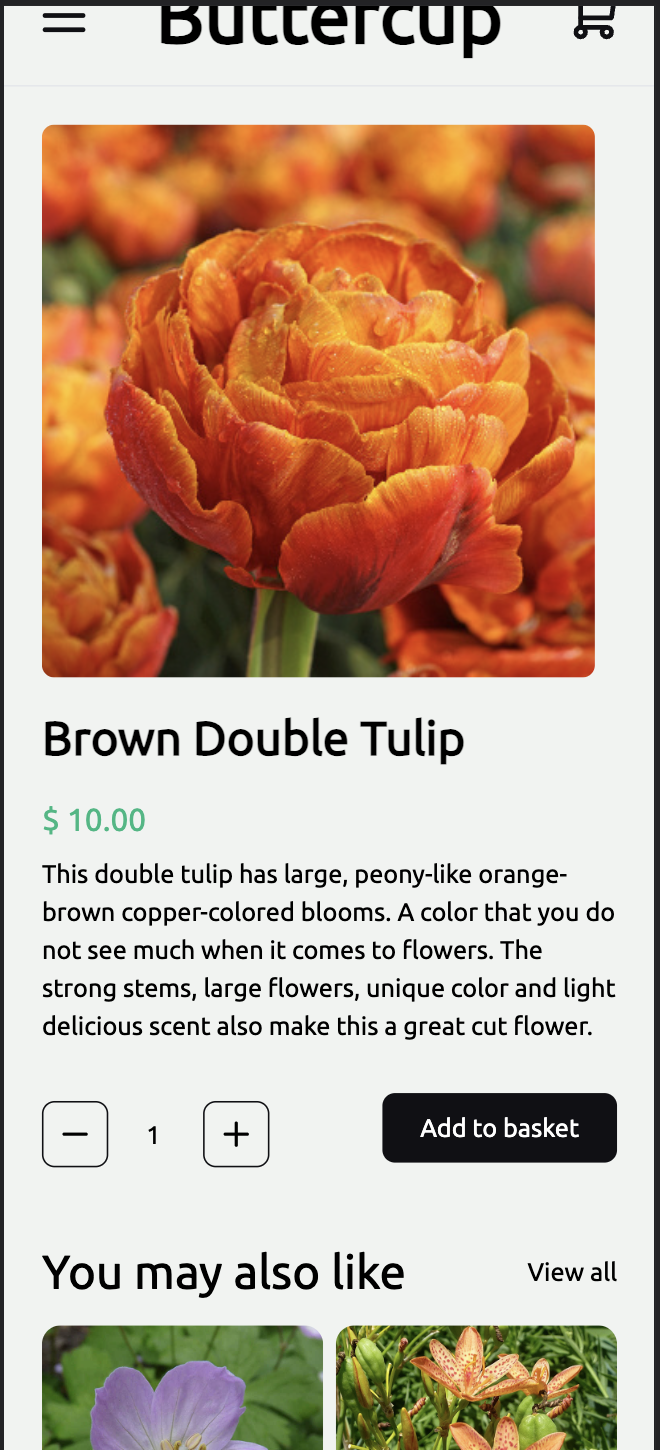 Buttercup
Brown Double Tulip
$ 10.00
This double tulip has large, peony-like orange-
brown copper-colored blooms. A color that you do
not see much when it comes to flowers. The
strong stems, large flowers, unique color and light
delicious scent also make this a great cut flower.
1
Add to basket
You may also like
View all